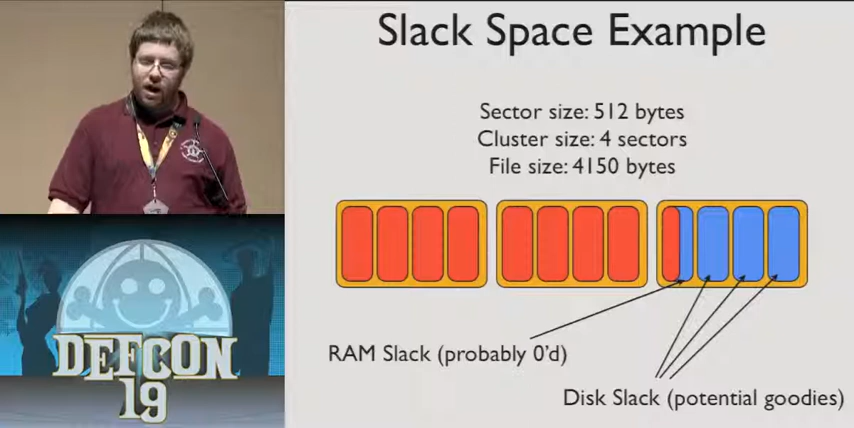 Slack Space Example
Sector size: 512 bytes
Cluster size: 4 sectors
File size: 4150 bytes
RAM Slack (probably 0'd)
Disk Slack (potential goodies)
DEFCON
19